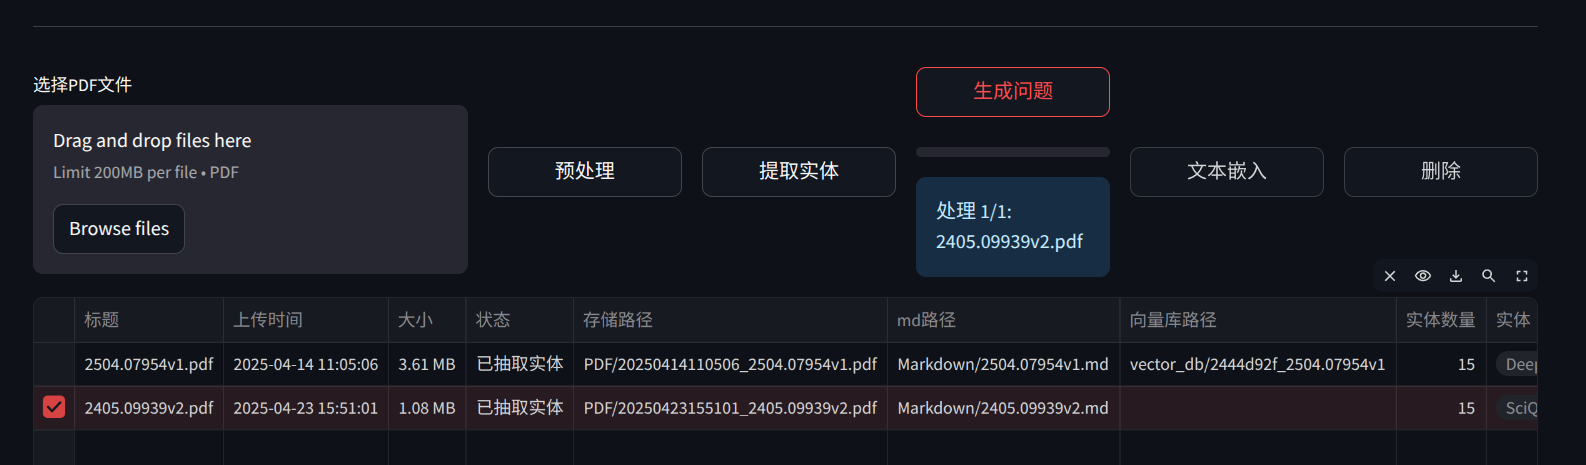 选择PDF文件
Drag and drop files here
Limit 200MB per file • PDF
Browse files
预处理
提取实体
生成问题
处理 1/1:
2405.09939v2.pdf
文本嵌入
删除
标题 上传时间 大小 状态 存储路径 md路径 向量库路径 实体数量 实体
2504.07954v1.pdf 2025-04-14 11:05:06 3.61 MB 已抽取实体 PDF/20250414110506_2504.07954v1.pdf Markdown/2504.07954v1.md vector_db/2444d92f_2504.07954v1 15 Deep
2405.09939v2.pdf 2025-04-23 15:51:01 1.08 MB 已抽取实体 PDF/20250423155101_2405.09939v2.pdf Markdown/2405.09939v2.md 15 SciQ